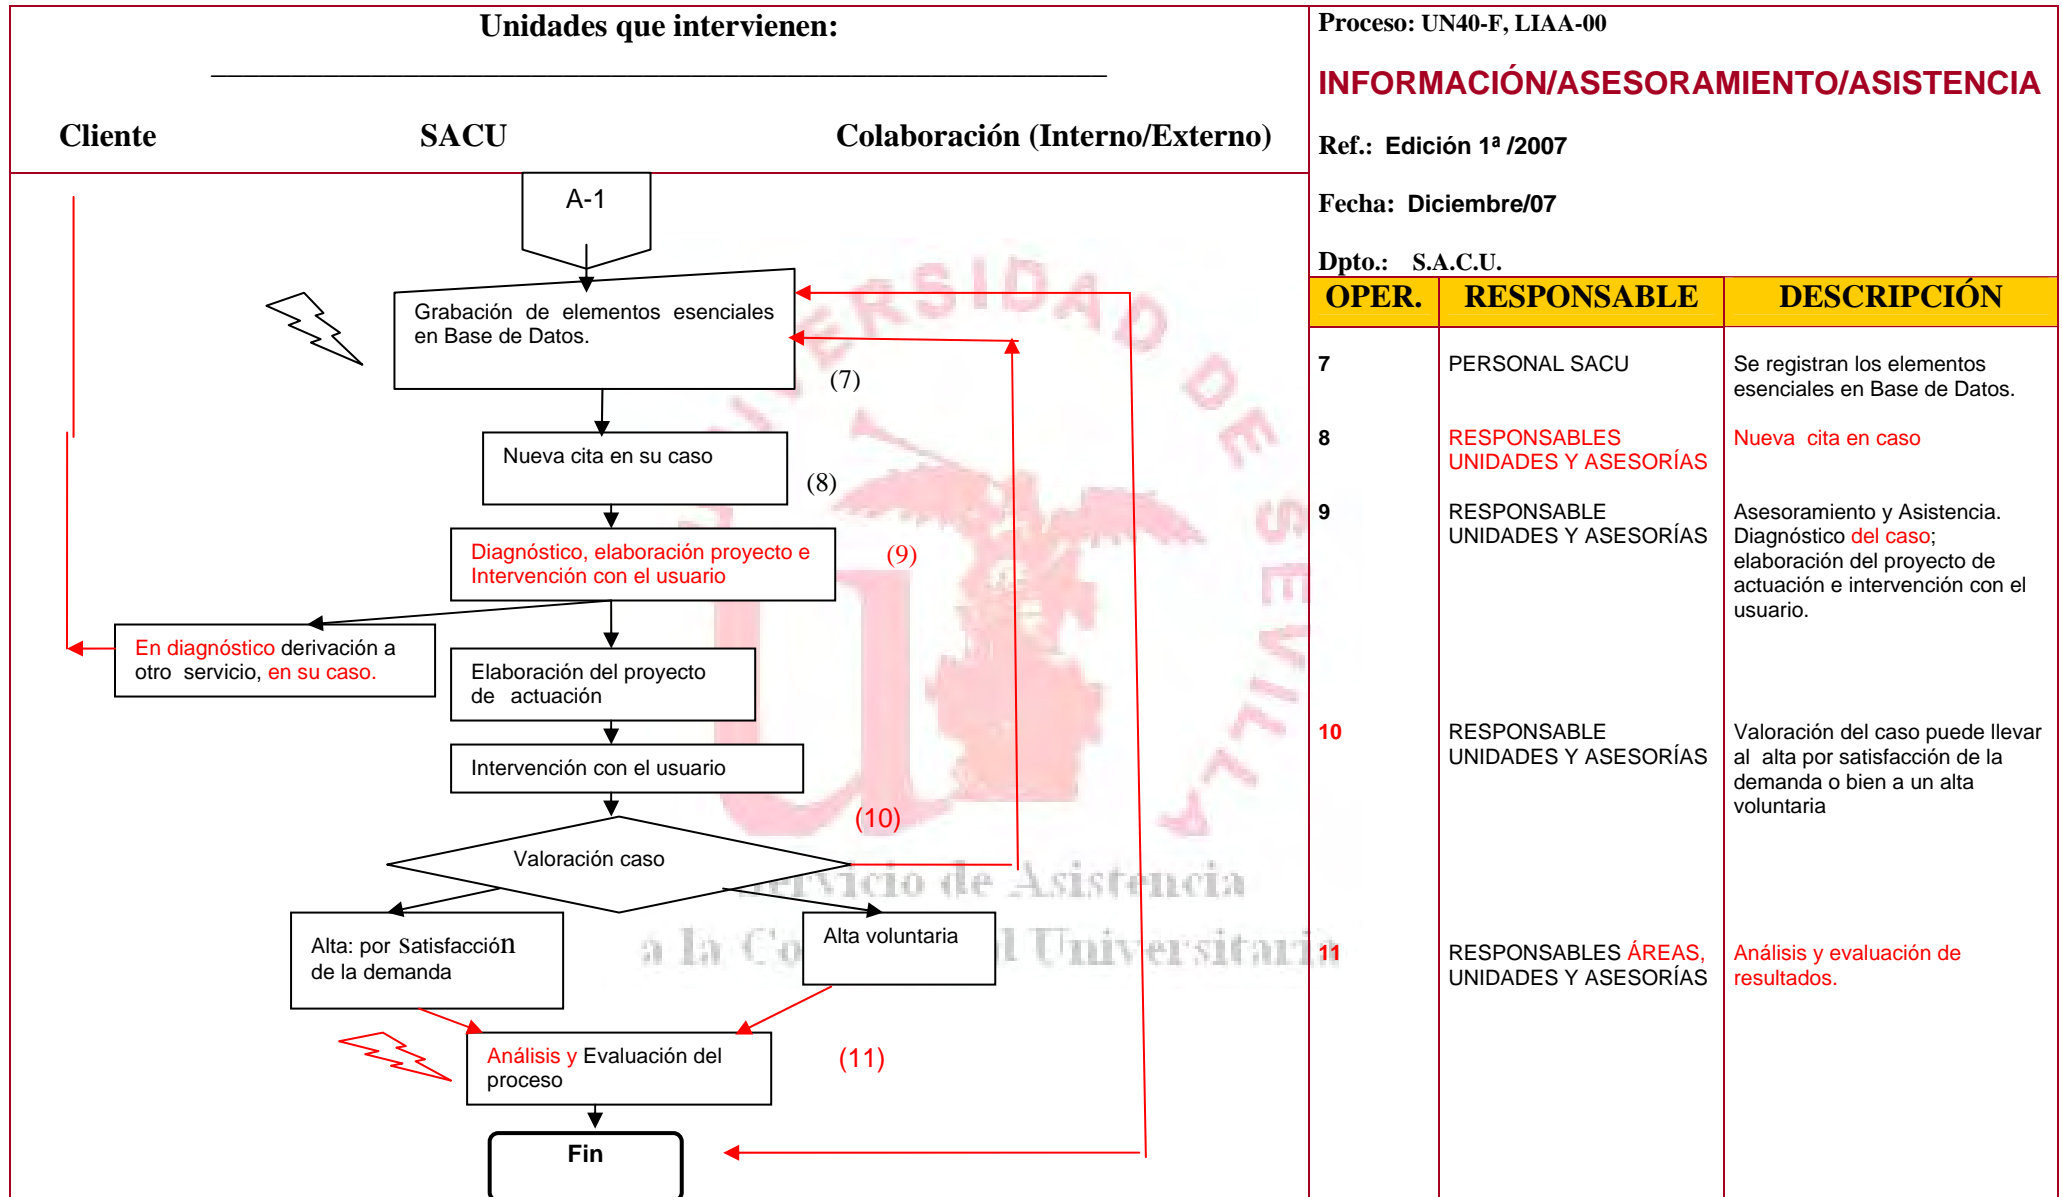 Unidades que intervienen:
Cliente SACU Colaboración (Interno/Externo)
Proceso: UN40-F, LIAA-00
INFORMACIÓN/ASESORAMIENTO/ASISTENCIA
Ref.: Edición 1ª /2007
Fecha: Diciembre/07
Dpto.: S.A.C.U.
A-1
Grabación de elementos esenciales
en Base de Datos.
(7)
Nueva cita en su caso
(8)
Diagnóstico, elaboración proyecto e
Intervención con el usuario
(9)
En diagnóstico derivación a
otro servicio, en su caso.
Elaboración del proyecto
de actuación
Intervención con el usuario
(10)
Valoración caso
Alta: por satisfacción
de la demanda
Alta voluntaria
Análisis y Evaluación del
proceso
(11)
Fin
OPER. RESPONSABLE DESCRIPCIÓN
7 PERSONAL SACU Se registran los elementos
esenciales en Base de Datos.
8 RESPONSABLES Nueva cita en caso
UNIDADES Y ASESORÍAS
9 RESPONSABLE Asesoramiento y Asistencia.
UNIDADES Y ASESORÍAS Diagnóstico del caso;
elaboración del proyecto de
actuación e intervención con el
usuario.
10 RESPONSABLE Valoración del caso puede llevar
UNIDADES Y ASESORÍAS al alta por satisfacción de la
demanda o bien a un alta
voluntaria
11 RESPONSABLES ÁREAS, Análisis y evaluación de
UNIDADES Y ASESORÍAS resultados.
DE SEVILLA
Servicio de Asistencia
a la Universitaria